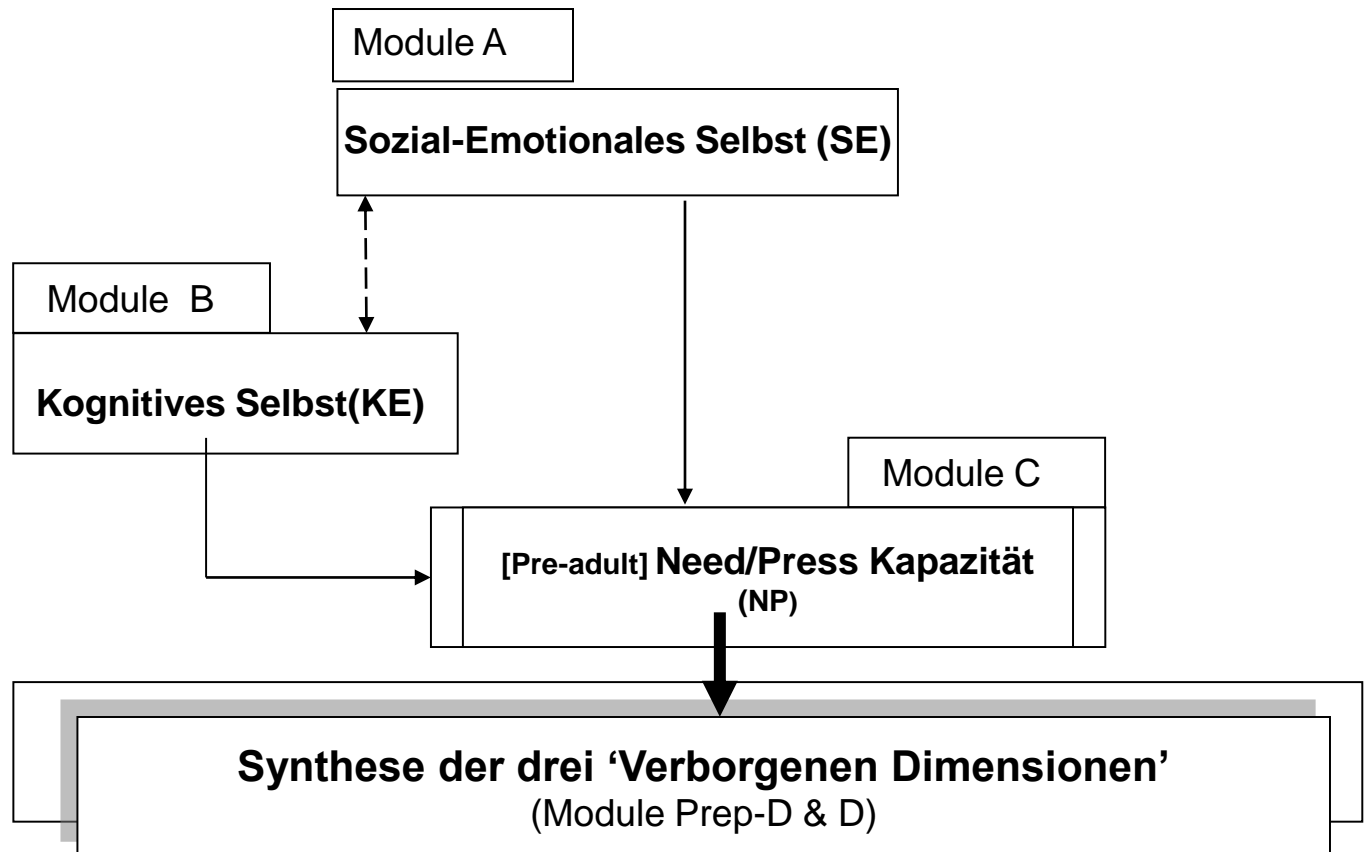 Module A
Sozial-Emotionales Selbst (SE)
Module B
Kognitives Selbst(KE)
Module C
[Pre-adult] Need/Press Kapazität
(NP)
Synthese der drei ‘Verborgenen Dimensionen’
(Module Prep-D & D)